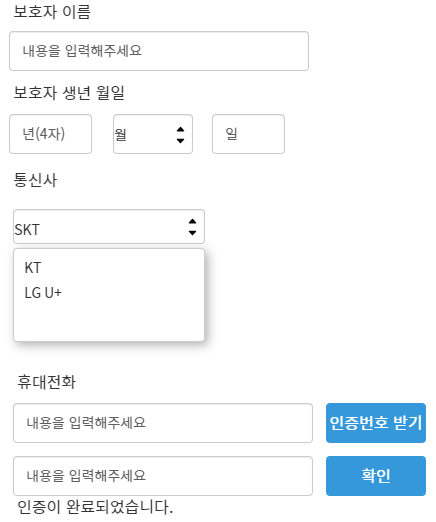 보호자 이름
내용을 입력해주세요
보호자 생년 월일
년(4자) 월 일
통신사
SKT
KT
LG U+
휴대전화
내용을 입력해주세요 인증번호 받기
내용을 입력해주세요 확인
인증이 완료되었습니다.